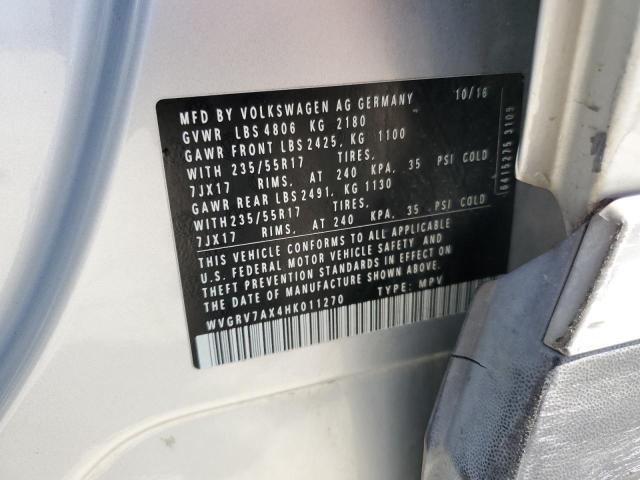 MFD BY VOLKSWAGEN AG GERMANY 10/16
GVWR LBS 4806 KG 2180
GAWR FRONT LBS 2425, KG 1100
WITH 235/55R17 TIRES,
7JX17 RIMS, AT 240 KPA, 35 PSI COLD
GAWR REAR LBS 2491, KG 1130
WITH 235/55R17 TIRES,
7JX17 RIMS, AT 240 KPA, 35 PSI COLD
THIS VEHICLE CONFORMS TO ALL APPLICABLE
U.S. FEDERAL MOTOR VEHICLE SAFETY AND
THEFT PREVENTION STANDARDS IN EFFECT ON
THE DATE OF MANUFACTURE SHOWN ABOVE.
WVGRV7AX4HK011270 TYPE: MPV
6415275 3105